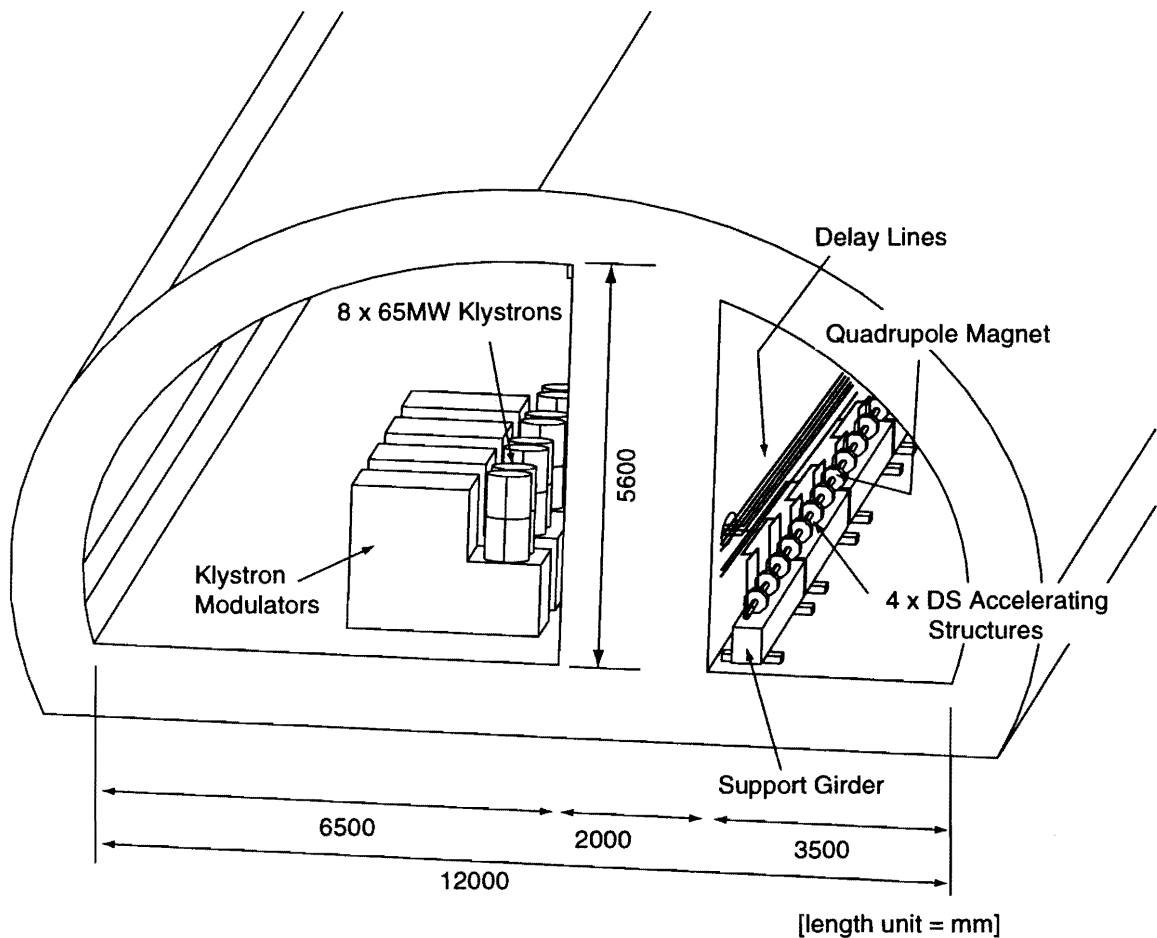 Delay Lines
8 x 65MW Klystrons
Quadrupole Magnet
5600
Klystron
Modulators
4 x DS Accelerating
Structures
Support Girder
6500
2000
3500
12000
[length unit = mm]